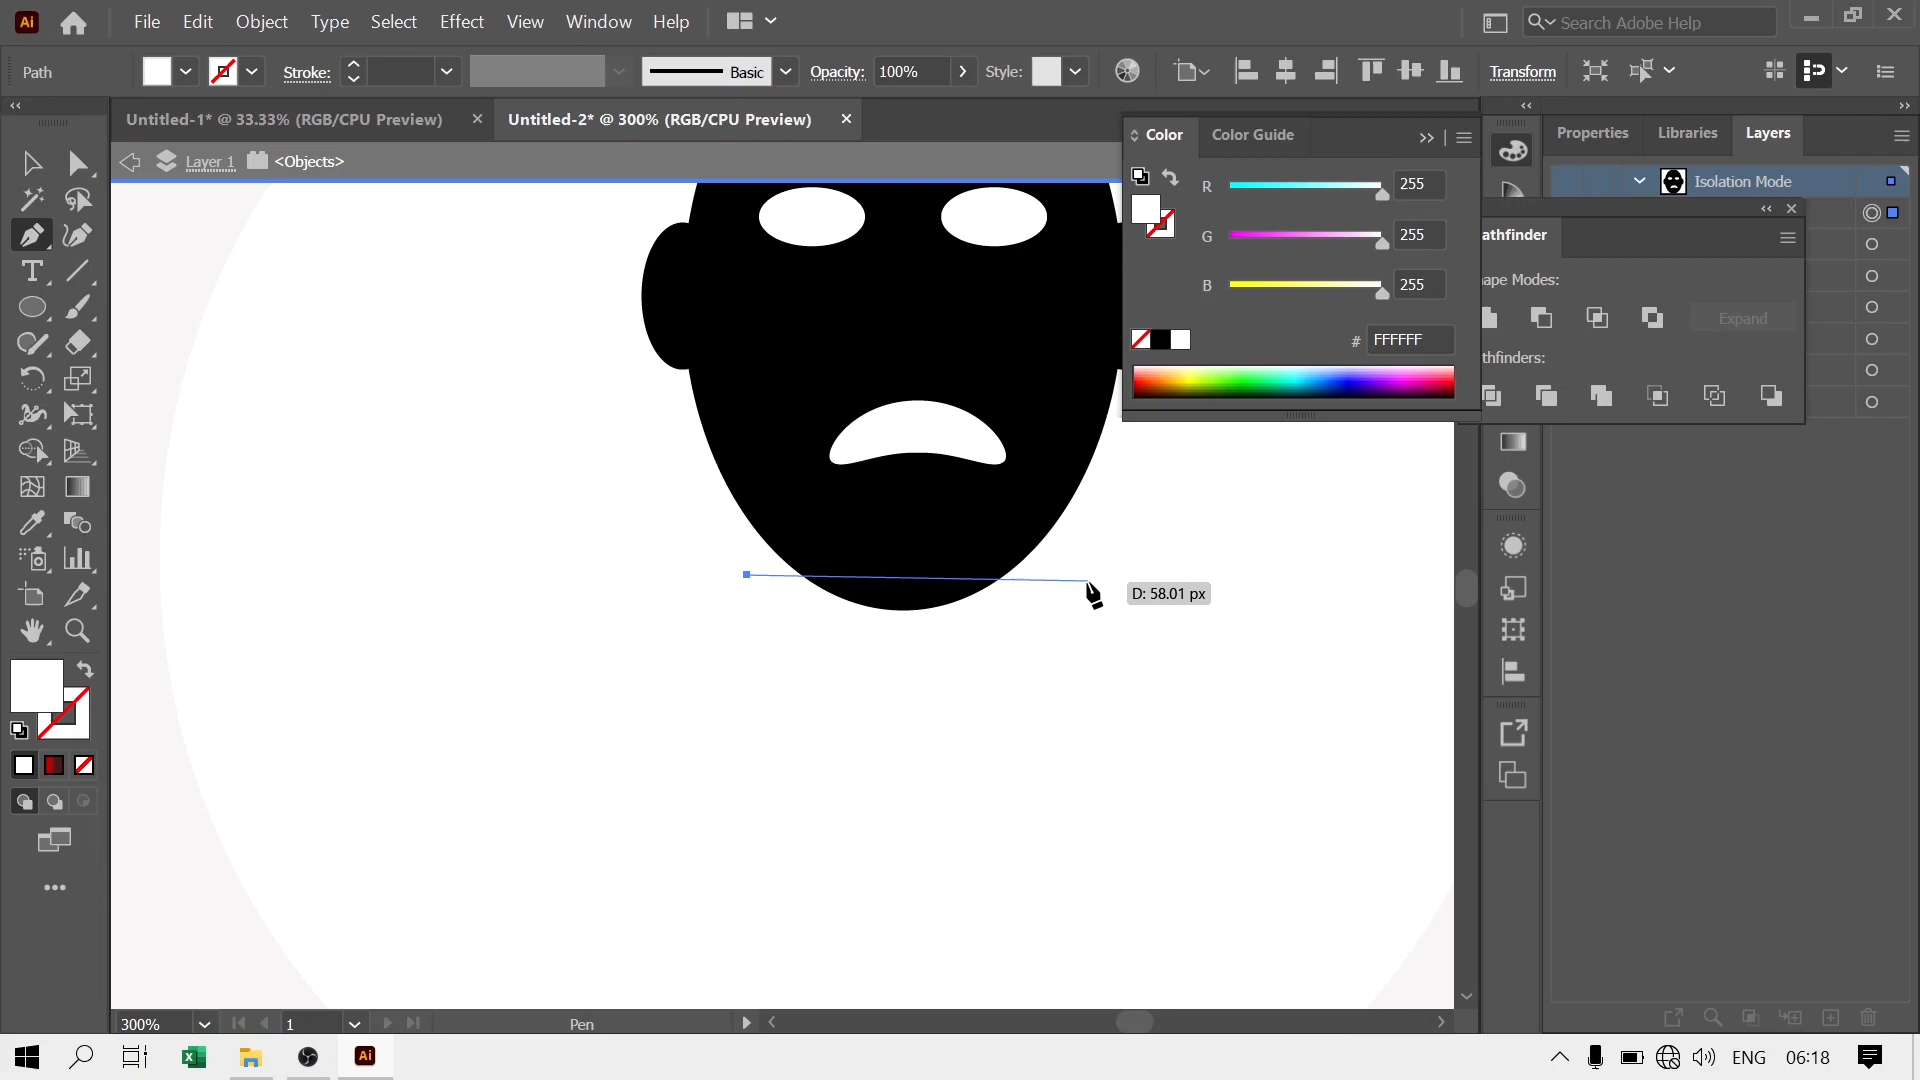 Ai
File Edit Object Type Select Effect View Window Help
Search Adobe Help
Path
Stroke:
Basic
Opacity: 100%
Style:
Transform
Untitled-1* @ 33.33% (RGB/CPU Preview)
Untitled-2* @ 300% (RGB/CPU Preview)
Layer 1 <Objects>
Color Color Guide
R 255
G 255
B 255
# FFFFFF
Properties Libraries Layers
Isolation Mode
athfinder
ape Modes:
Expand
thfinders:
D: 58.01 px
300% 1 Pen
Ai
ENG 06:18